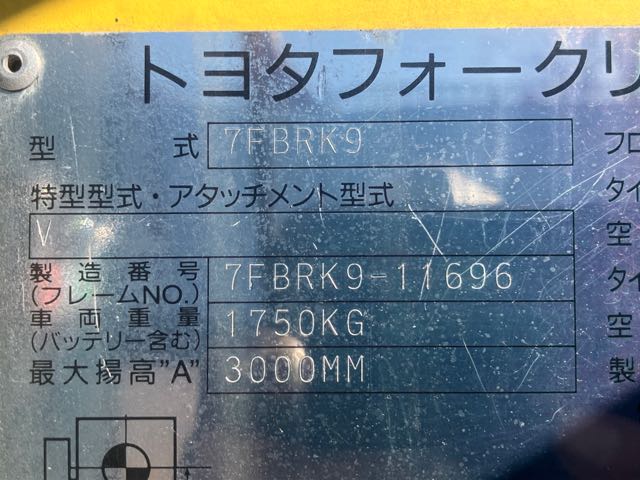 トヨタフォークリ
型 式 7FBRK9 フロ
特型型式・アタッチメント型式 タイ
V 空
製造番号 7FBRK9-11696 タイ
(フレームNO.)
車両重量 1750KG 空
(バッテリー含む)
最大揚高"A" 3000MM 製